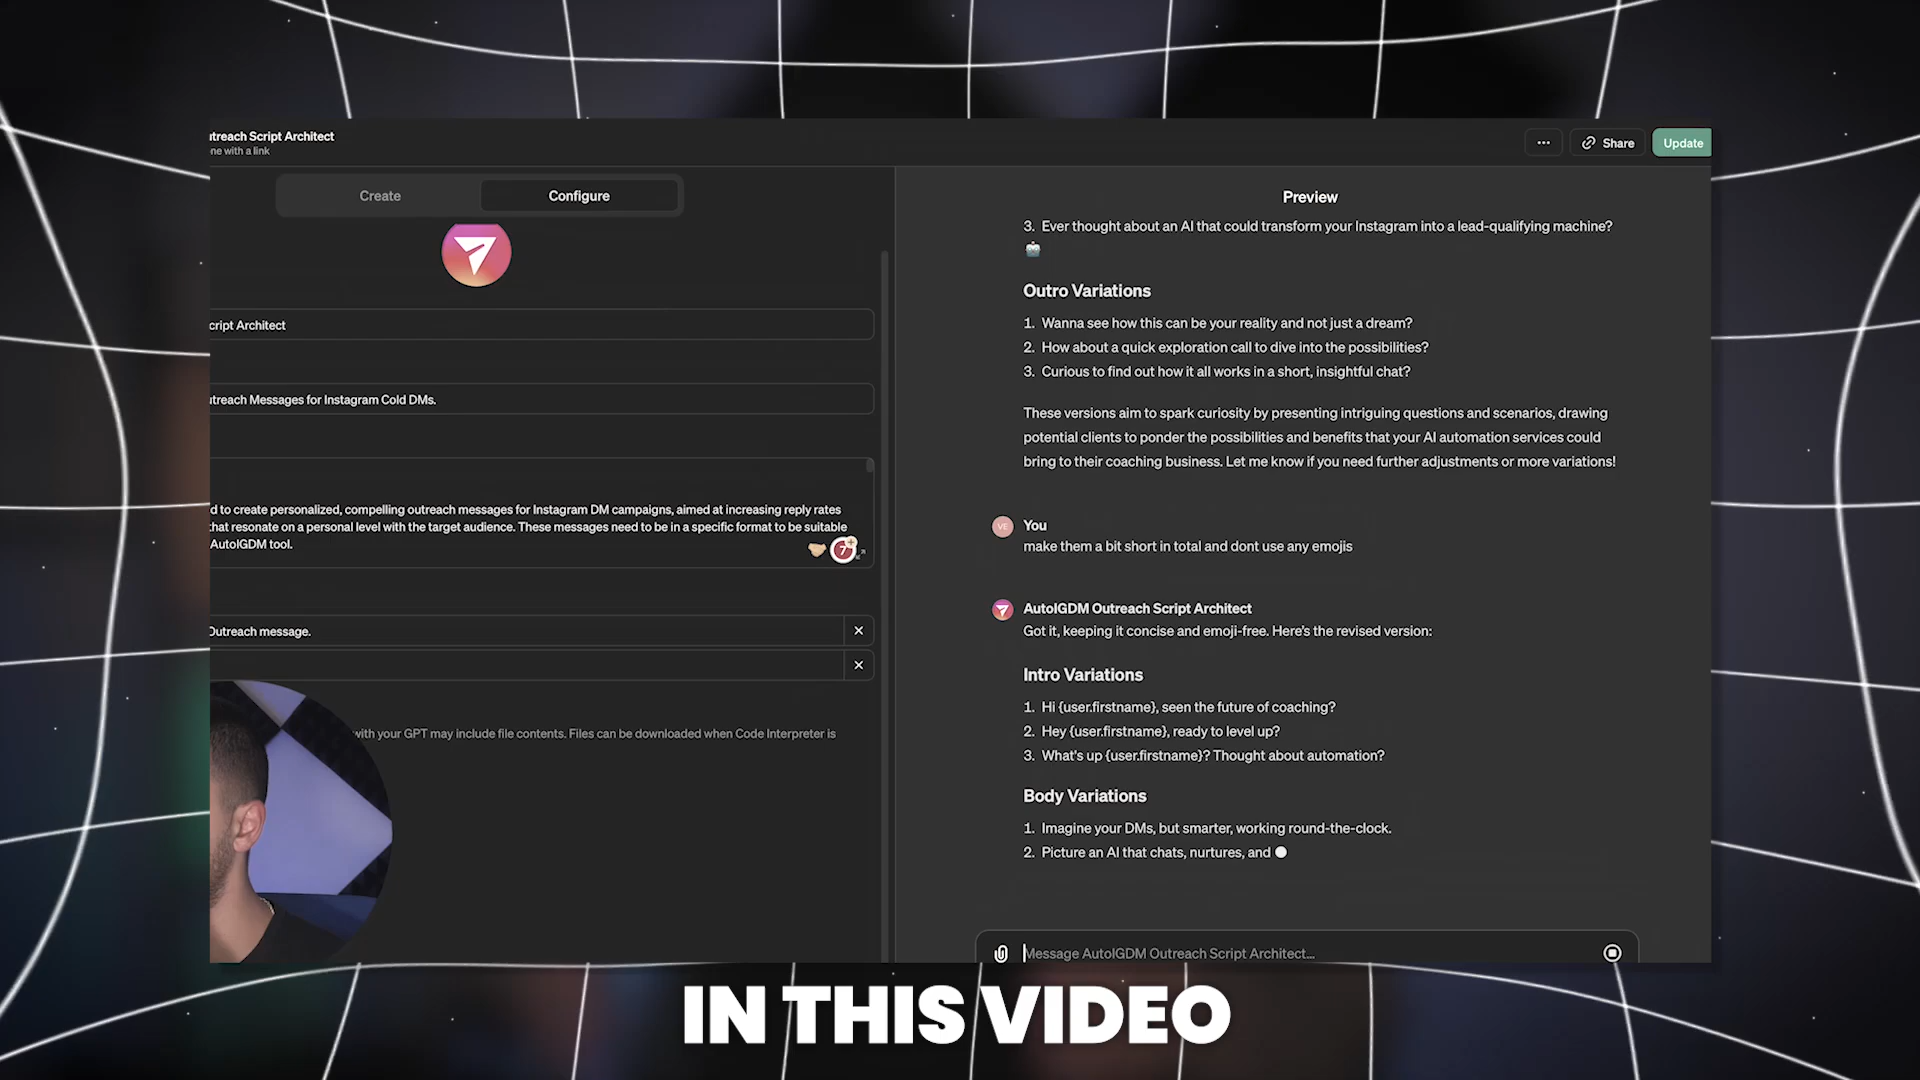 utreach Script Architect
ne with a link
Share
Update
Create
Configure
cript Architect
utreach Messages for Instagram Cold DMs.
d to create personalized, compelling outreach messages for Instagram DM campaigns, aimed at increasing reply rates
that resonate on a personal level with the target audience. These messages need to be in a specific format to be suitable
AutoIGDM tool.
7
Outreach message.
with your GPT may include file contents. Files can be downloaded when Code Interpreter is
Preview
3. Ever thought about an AI that could transform your Instagram into a lead-qualifying machine?
Outro Variations
1. Wanna see how this can be your reality and not just a dream?
2. How about a quick exploration call to dive into the possibilities?
3. Curious to find out how it all works in a short, insightful chat?
These versions aim to spark curiosity by presenting intriguing questions and scenarios, drawing
potential clients to ponder the possibilities and benefits that your AI automation services could
bring to their coaching business. Let me know if you need further adjustments or more variations!
VE
You
make them a bit short in total and dont use any emojis
AutoIGDM Outreach Script Architect
Got it, keeping it concise and emoji-free. Here's the revised version:
Intro Variations
1. Hi {user.firstname}, seen the future of coaching?
2. Hey {user.firstname}, ready to level up?
3. What's up {user.firstname}? Thought about automation?
Body Variations
1. Imagine your DMs, but smarter, working round-the-clock.
2. Picture an AI that chats, nurtures, and
Message AutoIGDM Outreach Script Architect...
IN THIS VIDEO